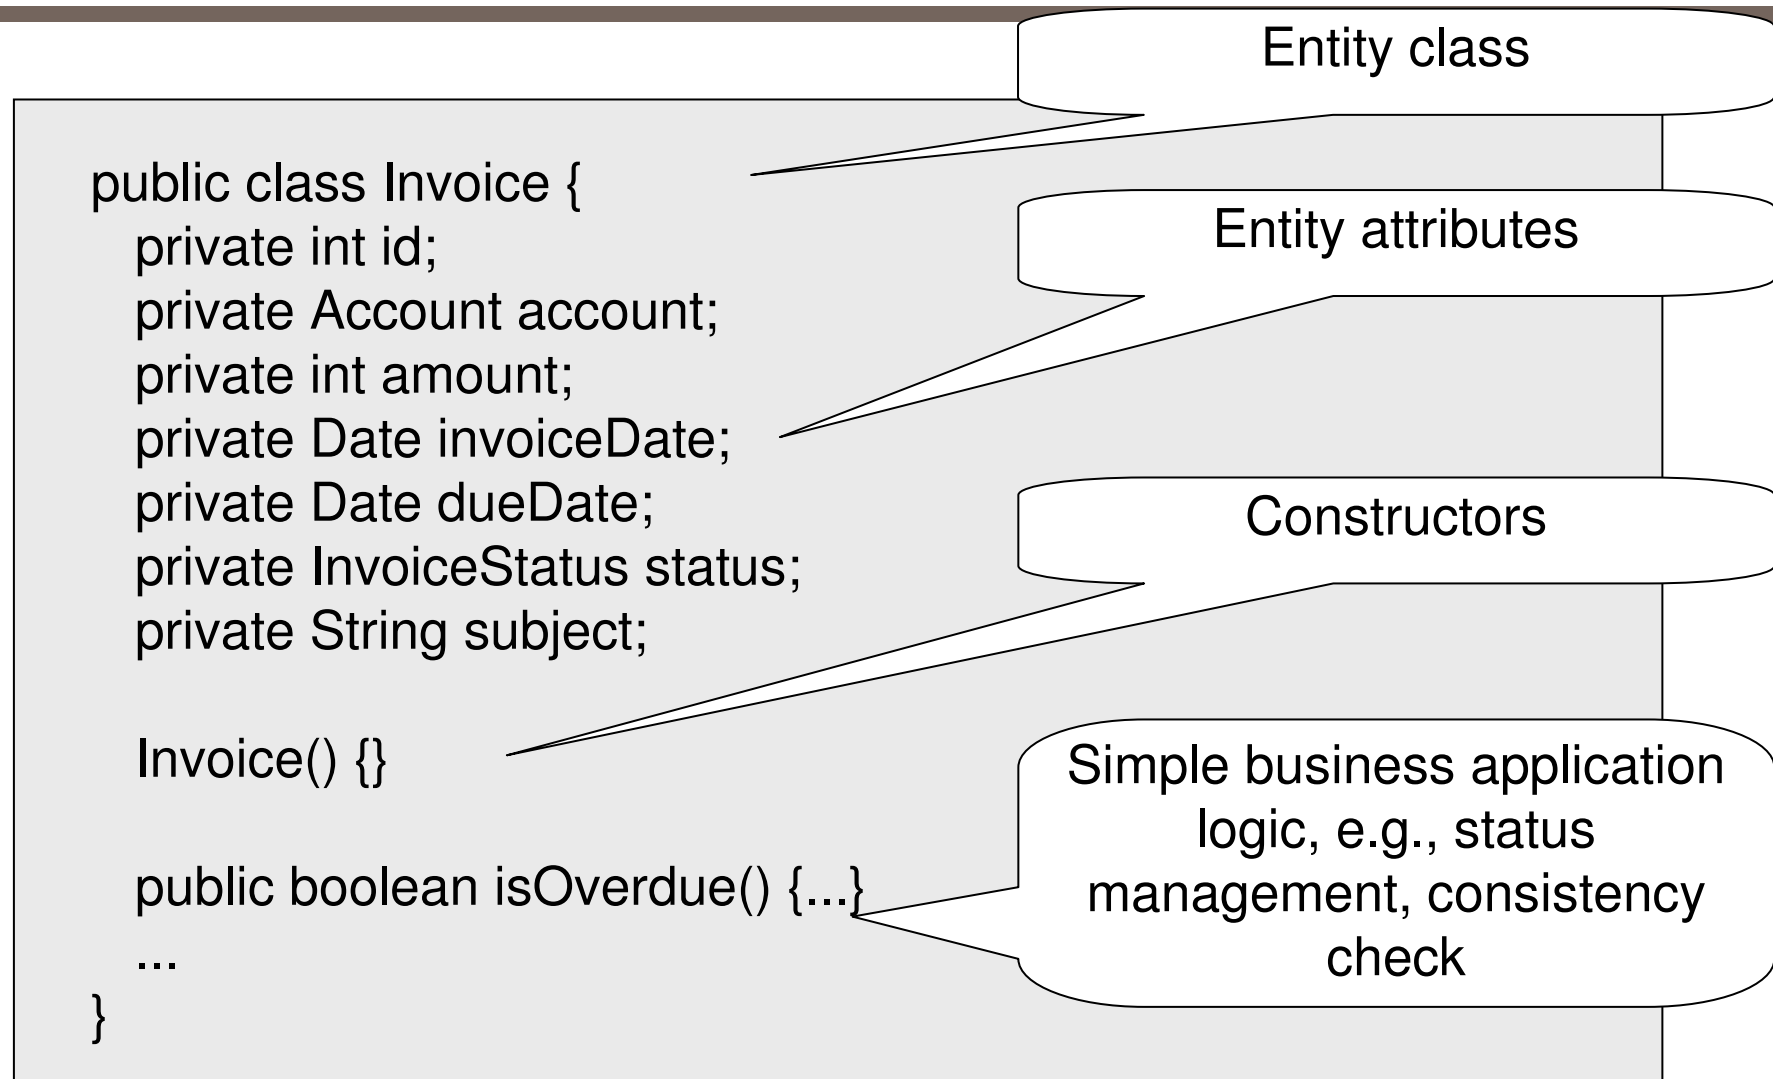 Entity class
public class Invoice {
private int id;
Entity attributes
private Account account;
private int amount;
private Date invoiceDate;
private Date dueDate;
Constructors
private InvoiceStatus status;
private String subject;
Invoice() {}
Simple business application
logic, e.g., status
management, consistency
check
public boolean isOverdue() {...}
...
}